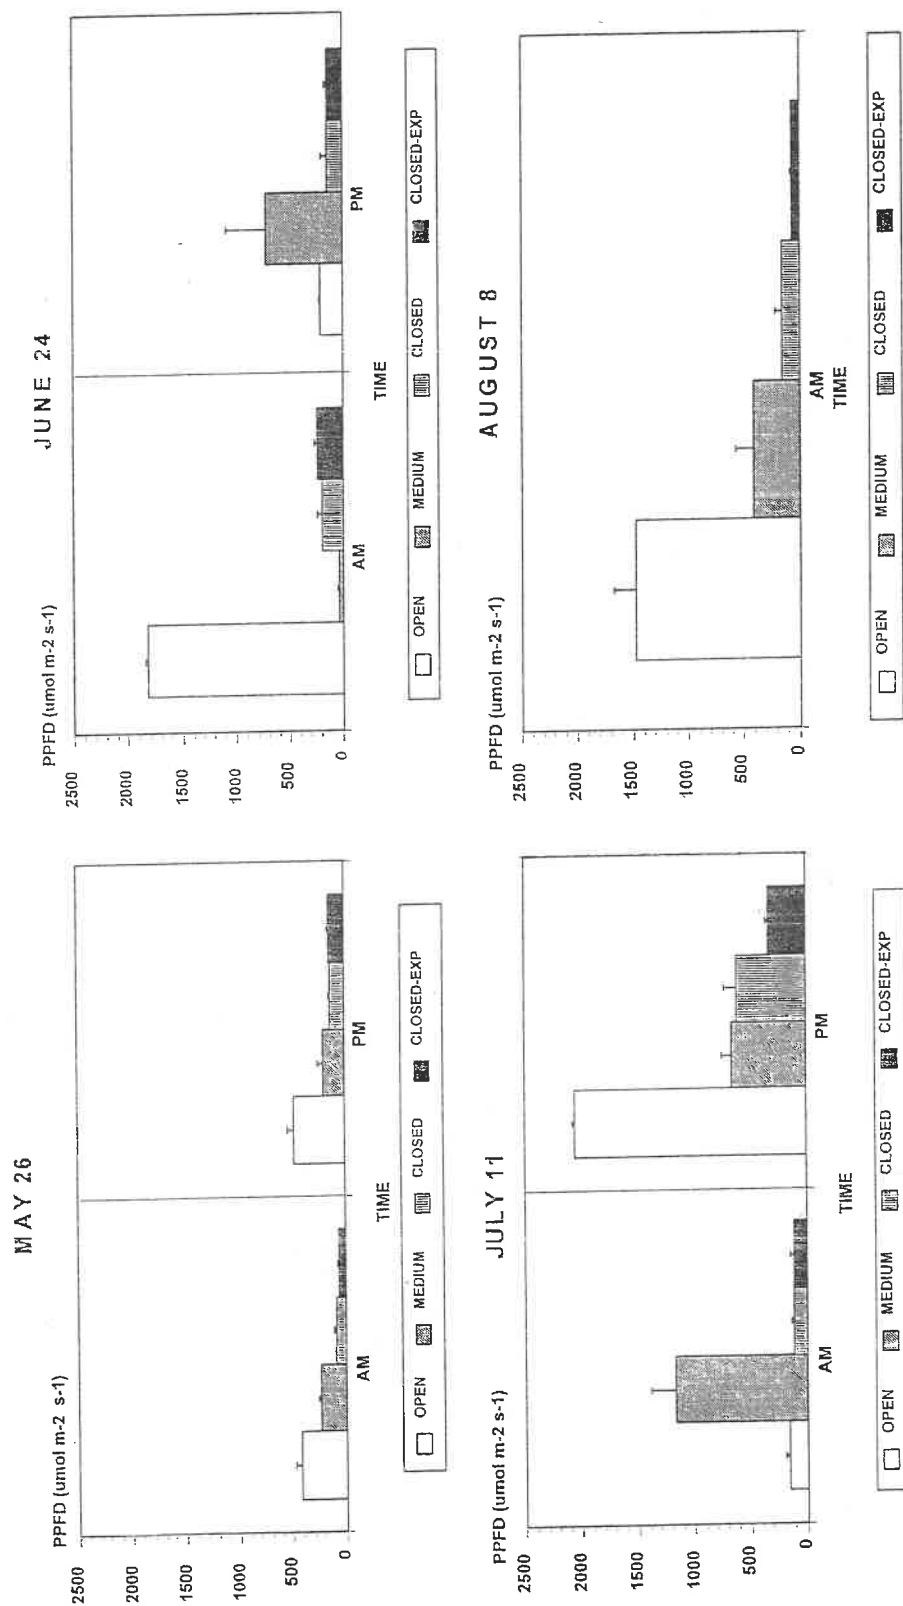 MAY 26
PPFD (umol m-2 s-1)
2500
2000
1500
1000
500
0
AM
PM
TIME
OPEN MEDIUM CLOSED CLOSED-EXP
JUNE 24
PPFD (umol m-2 s-1)
2500
2000
1500
1000
500
0
AM
PM
TIME
OPEN MEDIUM CLOSED CLOSED-EXP
JULY 11
PPFD (umol m-2 s-1)
2500
2000
1500
1000
500
0
AM
PM
TIME
OPEN MEDIUM CLOSED CLOSED-EXP
AUGUST 8
PPFD (umol m-2 s-1)
2500
2000
1500
1000
500
0
AM
TIME
OPEN MEDIUM CLOSED CLOSED-EXP